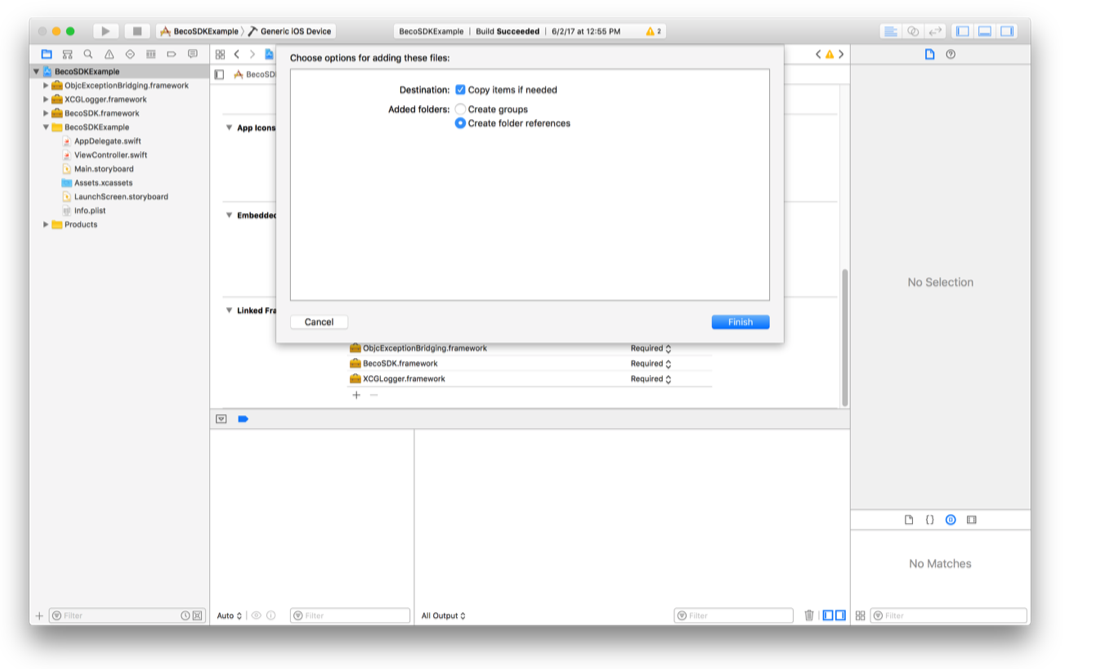 BecoSDKExample Generic iOS Device
BecoSDKExample | Build Succeeded | 6/2/17 at 12:55 PM
2
BecoSDKExample
ObjcExceptionBridging.framework
XCGLogger.framework
BecoSDK.framework
BecoSDKExample
AppDelegate.swift
ViewController.swift
Main.storyboard
Assets.xcassets
LaunchScreen.storyboard
Info.plist
Products
Filter
BecoSD
App Icons
Embedded
Linked Fra
Choose options for adding these files:
Destination: Copy items if needed
Added folders: Create groups
Create folder references
Cancel
Finish
ObjcExceptionBridging.framework Required
BecoSDK.framework Required
XCGLogger.framework Required
Auto
Filter
All Output
Filter
No Selection
No Matches
Filter